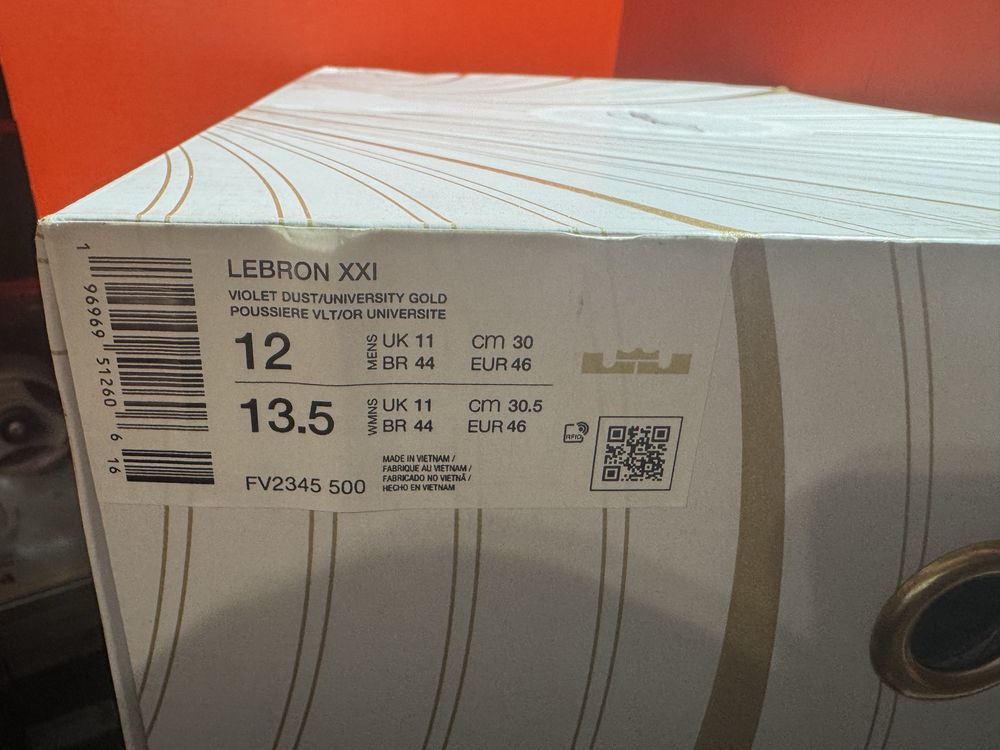 LEBRON XXI
VIOLET DUST/UNIVERSITY GOLD
POUSSIERE VLT/OR UNIVERSITE
12 MENS UK 11 cm 30
BR 44 EUR 46
13.5 WMNS UK 11 cm 30.5
BR 44 EUR 46
RFID
FV2345 500
MADE IN VIETNAM /
FABRIQUE AU VIETNAM /
FABRICADO NO VIETNÃ /
HECHO EN VIETNAM
1 96969 51260 6 16